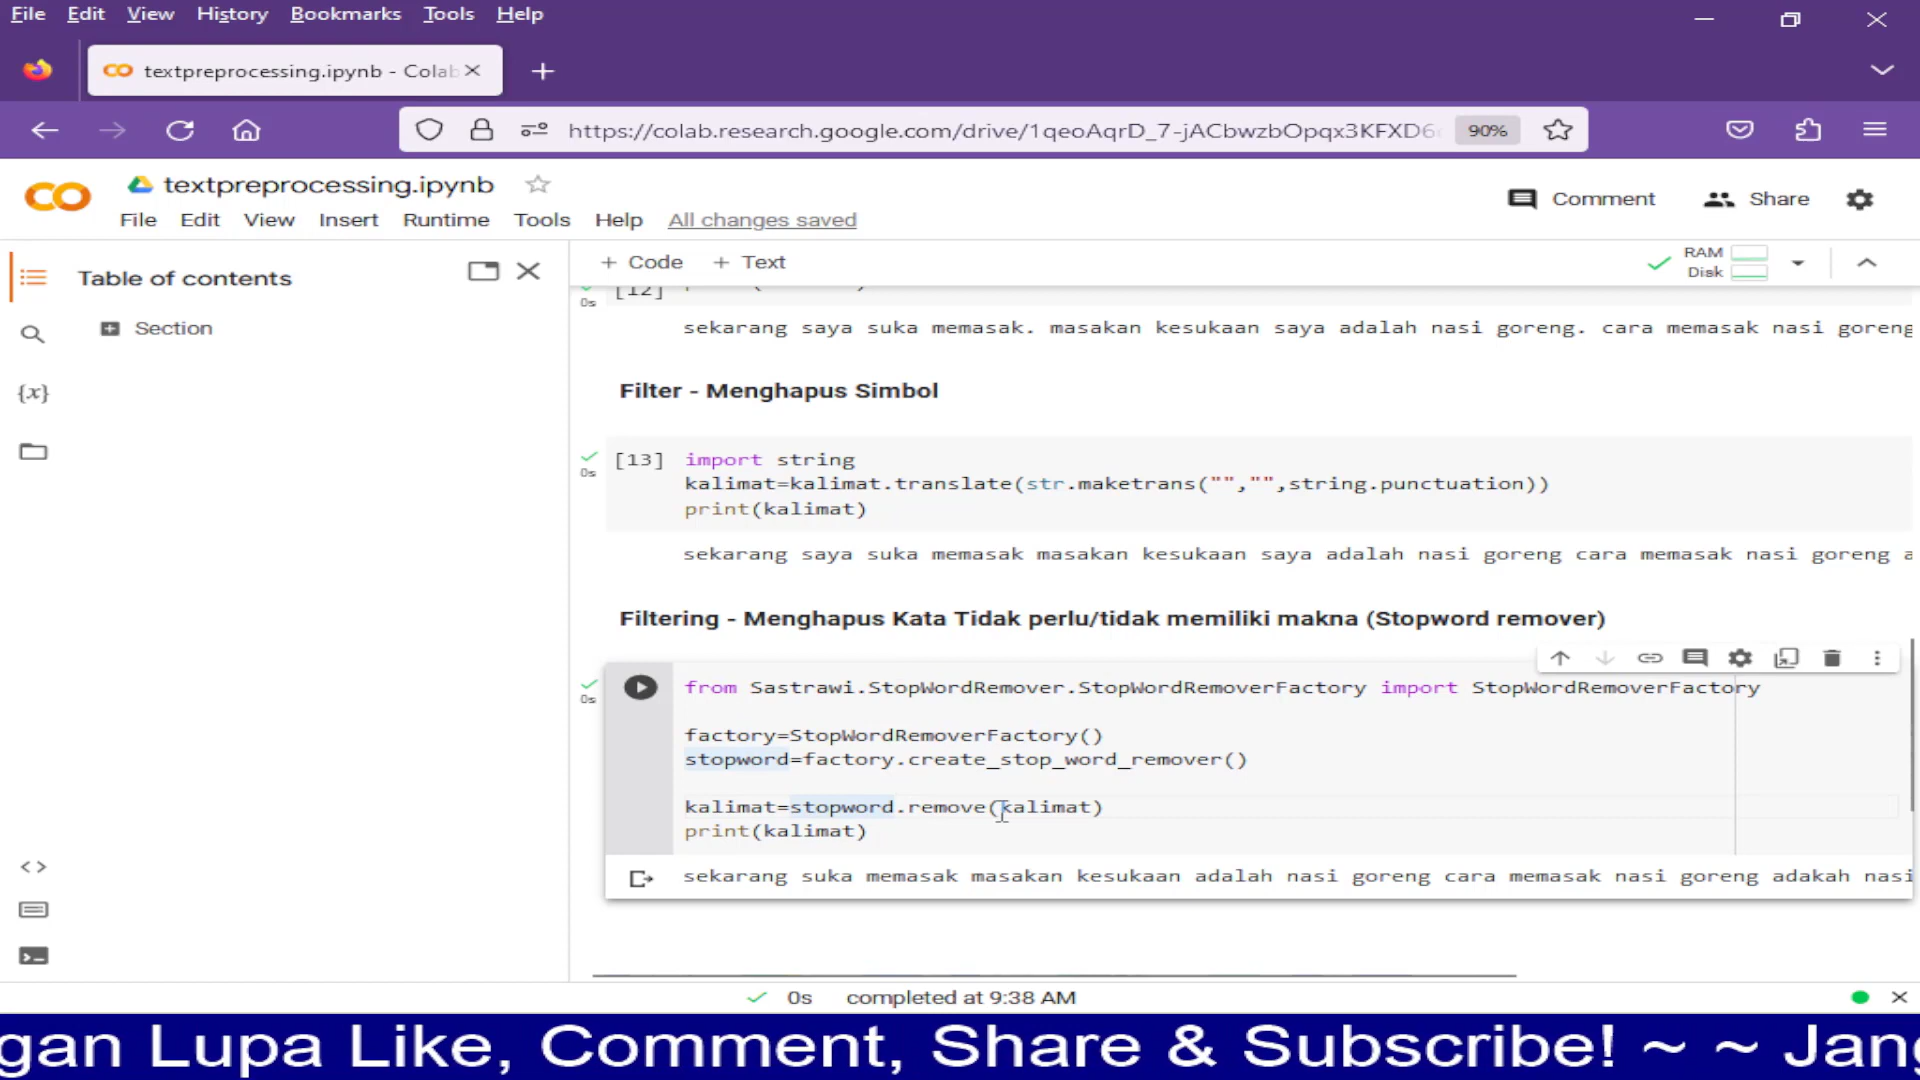 File Edit View History Bookmarks Tools Help
textpreprocessing.ipynb - Colab
https://colab.research.google.com/drive/1qeoAqrD_7-jACbwzbOpqx3KFXD6 90%
textpreprocessing.ipynb
Comment Share
File Edit View Insert Runtime Tools Help All changes saved
Table of contents
+ Code + Text
RAM
Disk
Section
0s [12]
sekarang saya suka memasak. masakan kesukaan saya adalah nasi goreng. cara memasak nasi goreng
{x}
Filter - Menghapus Simbol
0s [13] import string
kalimat=kalimat.translate(str.maketrans("","",string.punctuation))
print(kalimat)
sekarang saya suka memasak masakan kesukaan saya adalah nasi goreng cara memasak nasi goreng a
Filtering - Menghapus Kata Tidak perlu/tidak memiliki makna (Stopword remover)
0s from Sastrawi.StopWordRemover.StopWordRemoverFactory import StopWordRemoverFactory
factory=StopWordRemoverFactory()
stopword=factory.create_stop_word_remover()
kalimat=stopword.remove(kalimat)
print(kalimat)
sekarang suka memasak masakan kesukaan adalah nasi goreng cara memasak nasi goreng adakah nasi
0s completed at 9:38 AM
gan Lupa Like, Comment, Share & Subscribe! ~ ~ Jang